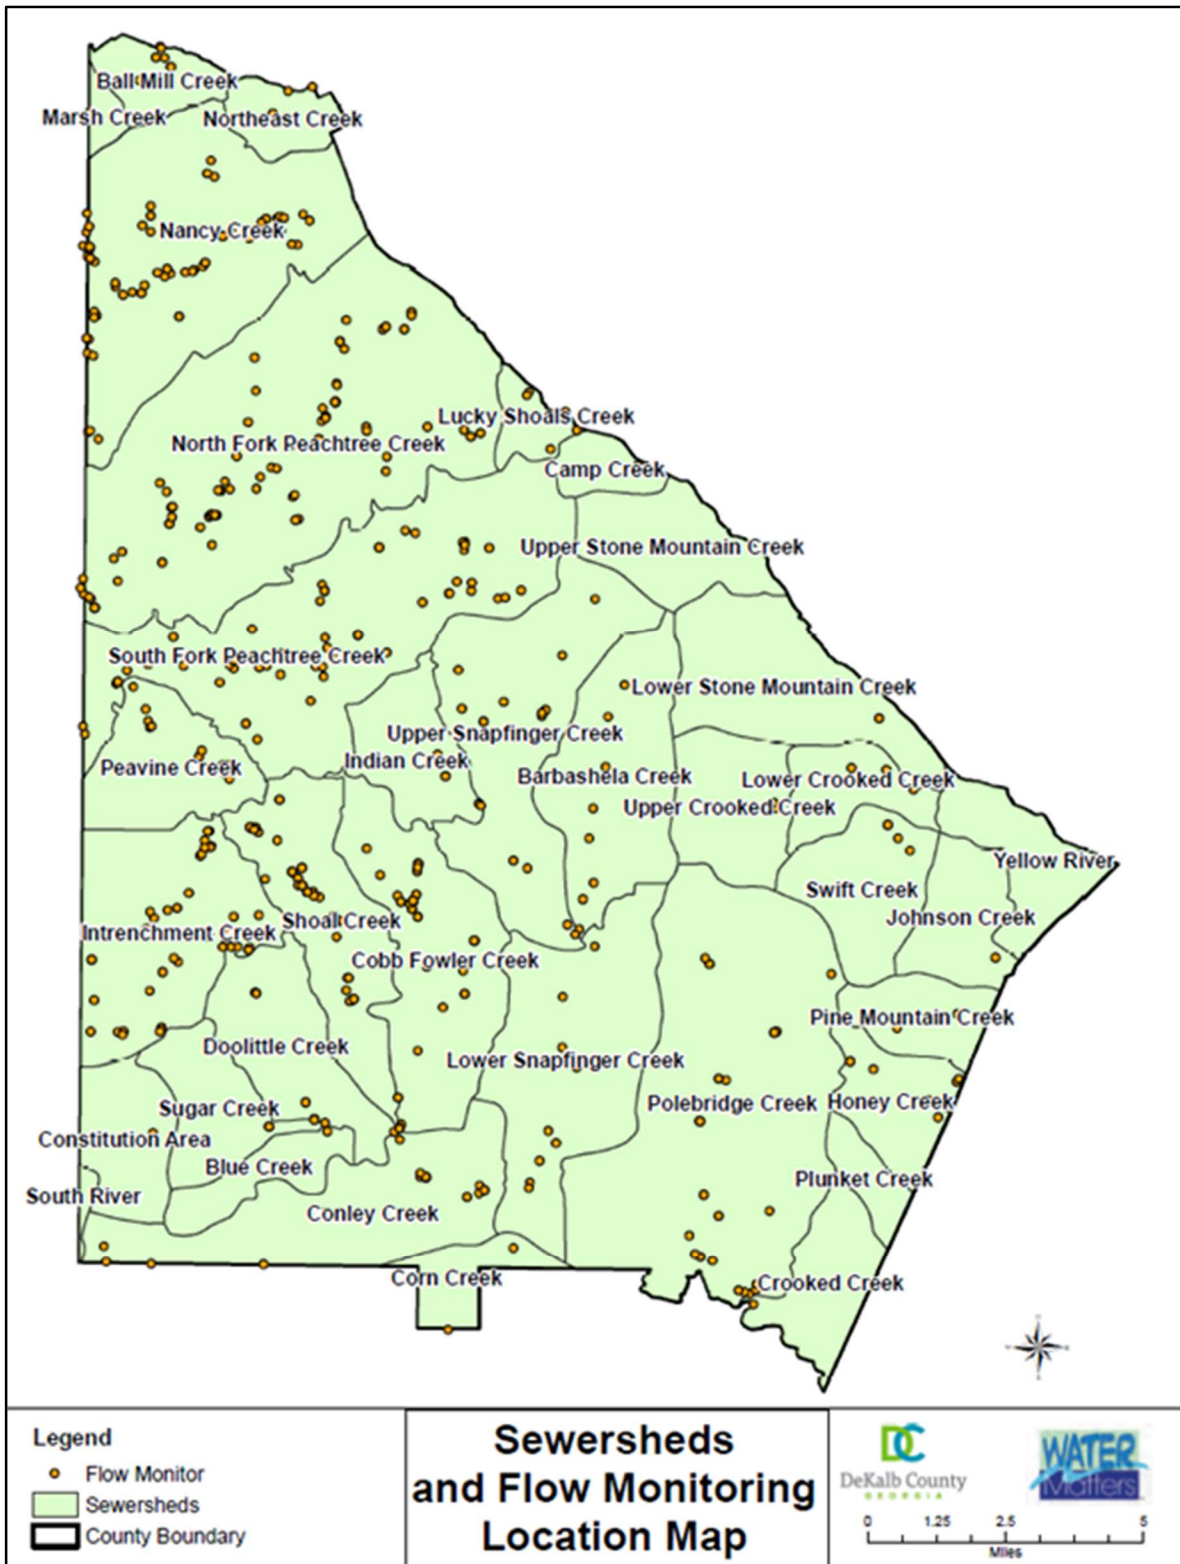 Ball Mill Creek
Marsh Creek
Northeast Creek
Nancy Creek
Lucky Shoals Creek
North Fork Peachtree Creek
Camp Creek
Upper Stone Mountain Creek
South Fork Peachtree Creek
Lower Stone Mountain Creek
Upper Snapfinger Creek
Indian Creek
Peavine Creek
Barbashela Creek
Lower Crooked Creek
Upper Crooked Creek
Yellow River
Swift Creek
Johnson Creek
Shoal Creek
Intrenchment Creek
Cobb Fowler Creek
Pine Mountain Creek
Doolittle Creek
Lower Snapfinger Creek
Polebridge Creek
Honey Creek
Sugar Creek
Constitution Area
Blue Creek
Plunket Creek
South River
Conley Creek
Corn Creek
Crooked Creek
Legend
Flow Monitor
Sewersheds
County Boundary
Sewersheds
and Flow Monitoring
Location Map
DC
DeKalb County
GEORGIA
WATER
Matters
0 1.25 2.5 5
Miles